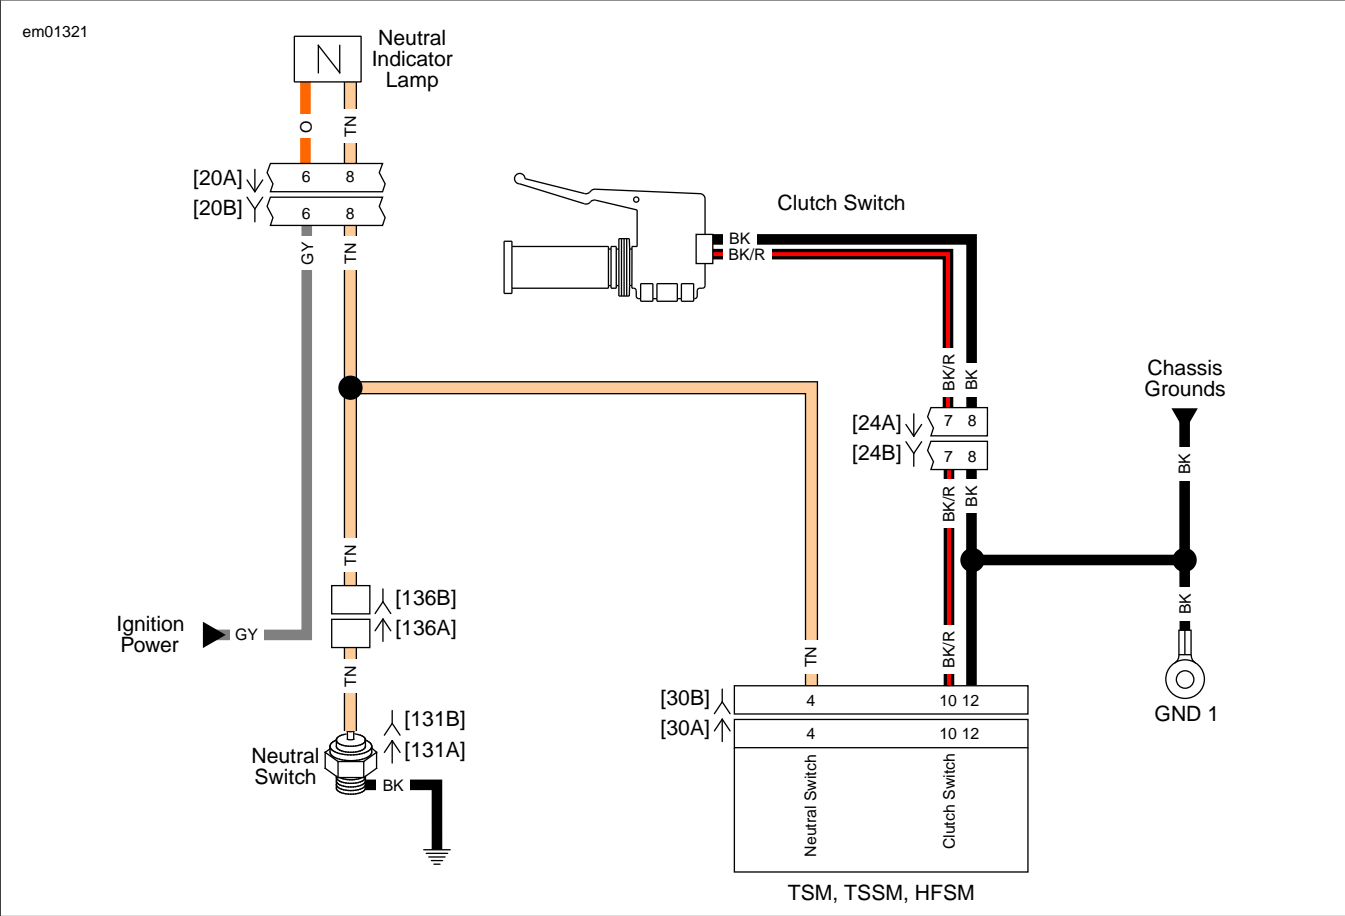 em01321
Neutral
Indicator
Lamp
N
O
TN
[20A]
6 8
[20B]
6 8
GY
TN
Clutch Switch
BK
BK/R
BK/R
BK
Chassis
Grounds
[24A]
7 8
[24B]
7 8
BK/R
BK
BK
TN
[136B]
[136A]
BK
Ignition
Power
GY
TN
TN
BK/R
[30B]
4 10 12
[30A]
4 10 12
GND 1
[131B]
[131A]
Neutral
Switch
BK
Neutral Switch
Clutch Switch
TSM, TSSM, HFSM